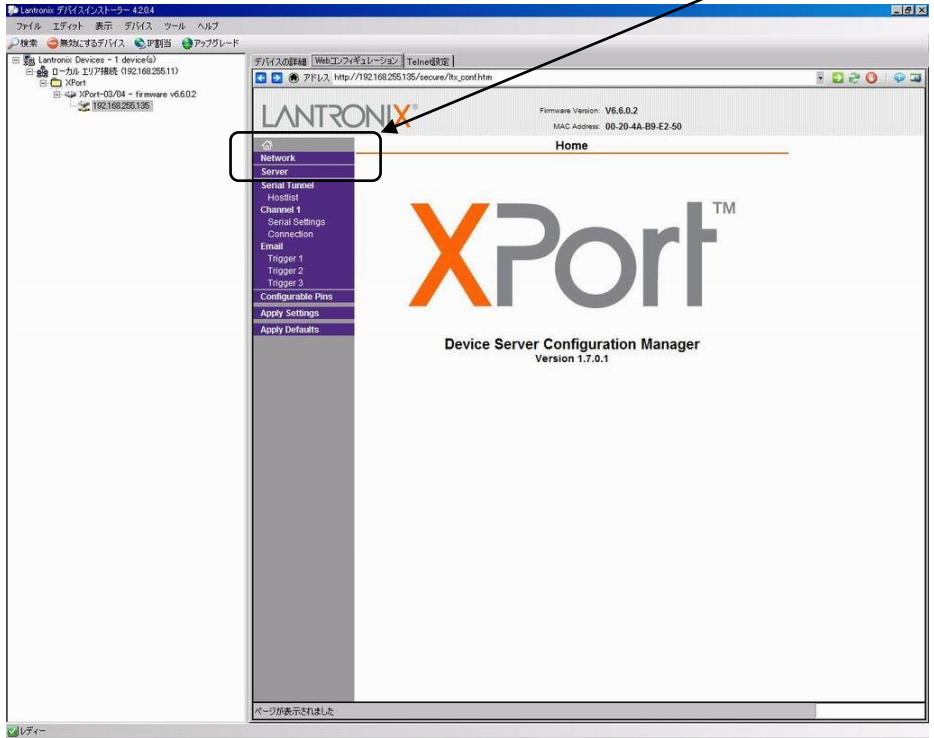 Lantronix デバイスインストーラー 4.2.0.4
ファイル エディット 表示 デバイス ツール ヘルプ
検索 無効にするデバイス IP割当 アップグレード
Lantronix Devices - 1 device(s)
ローカル エリア接続 (192.168.255.11)
XPort
XPort-03/04 - firmware v6.6.0.2
192.168.255.135
デバイスの詳細 Webコンフィギュレーション Telnet設定
アドレス http://192.168.255.135/secure/ltx_conf.htm
LANTRONIX®
Firmware Version: V6.6.0.2
MAC Address: 00-20-4A-B9-E2-50
Home
Network
Server
Serial Tunnel
Hostlist
Channel 1
Serial Settings
Connection
Email
Trigger 1
Trigger 2
Trigger 3
Configurable Pins
Apply Settings
Apply Defaults
XPort™
Device Server Configuration Manager
Version 1.7.0.1
ページが表示されました
レディー